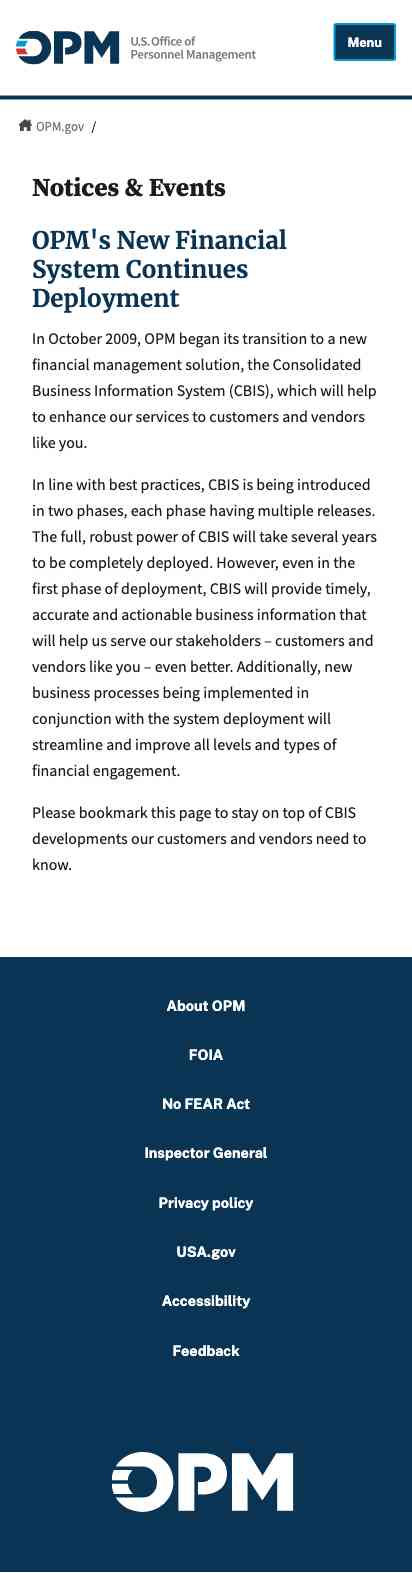 OPM U.S. Office of
Personnel Management
Menu
OPM.gov /
Notices & Events
OPM's New Financial
System Continues
Deployment
In October 2009, OPM began its transition to a new
financial management solution, the Consolidated
Business Information System (CBIS), which will help
to enhance our services to customers and vendors
like you.
In line with best practices, CBIS is being introduced
in two phases, each phase having multiple releases.
The full, robust power of CBIS will take several years
to be completely deployed. However, even in the
first phase of deployment, CBIS will provide timely,
accurate and actionable business information that
will help us serve our stakeholders – customers and
vendors like you – even better. Additionally, new
business processes being implemented in
conjunction with the system deployment will
streamline and improve all levels and types of
financial engagement.
Please bookmark this page to stay on top of CBIS
developments our customers and vendors need to
know.
About OPM
FOIA
No FEAR Act
Inspector General
Privacy policy
USA.gov
Accessibility
Feedback
OPM